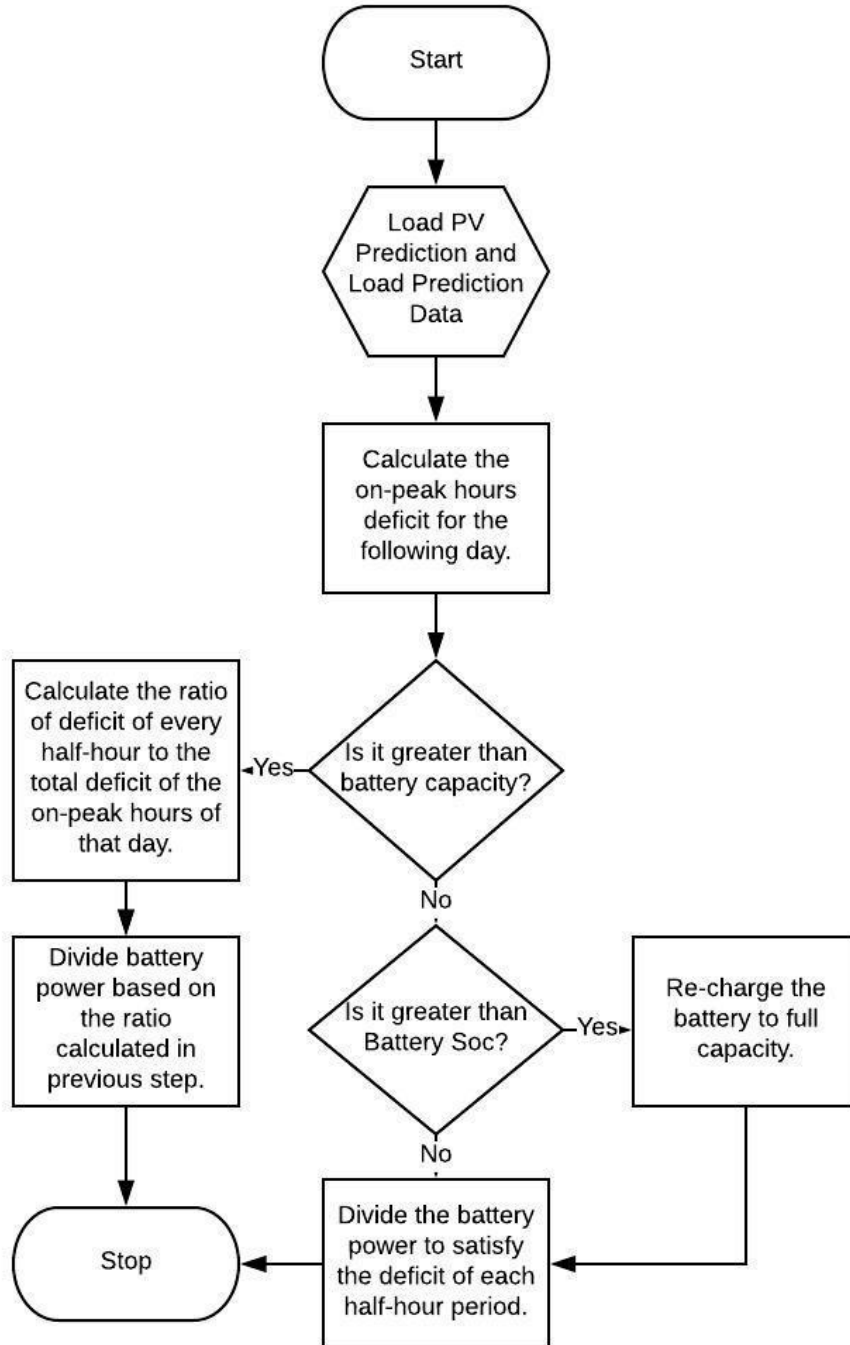 Start
Load PV
Prediction and
Load Prediction
Data
Calculate the
on-peak hours
deficit for the
following day.
Is it greater than
battery capacity?
Yes
Calculate the ratio
of deficit of every
half-hour to the
total deficit of the
on-peak hours of
that day.
Divide battery
power based on
the ratio
calculated in
previous step.
No
Is it greater than
Battery Soc?
Yes
Re-charge the
battery to full
capacity.
No
Divide the battery
power to satisfy
the deficit of each
half-hour period.
Stop